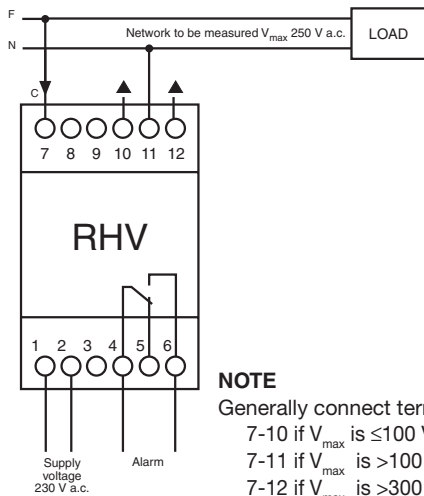 F
N
Network to be measured Vmax 250 V a.c.
LOAD
C
7 8 9 10 11 12
RHV
1 2 3 4 5 6
Supply
voltage
230 V a.c.
Alarm
NOTE
Generally connect
7-10 if Vmax is ≤100
7-11 if Vmax is >100
7-12 if Vmax is >300